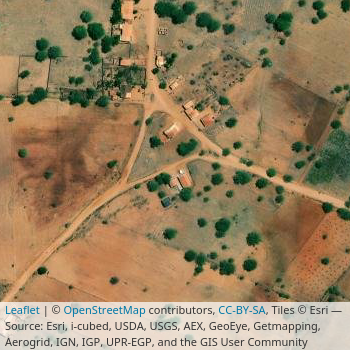 Leaflet | © OpenStreetMap contributors, CC-BY-SA, Tiles © Esri —
Source: Esri, i-cubed, USDA, USGS, AEX, GeoEye, Getmapping,
Aerogrid, IGN, IGP, UPR-EGP, and the GIS User Community